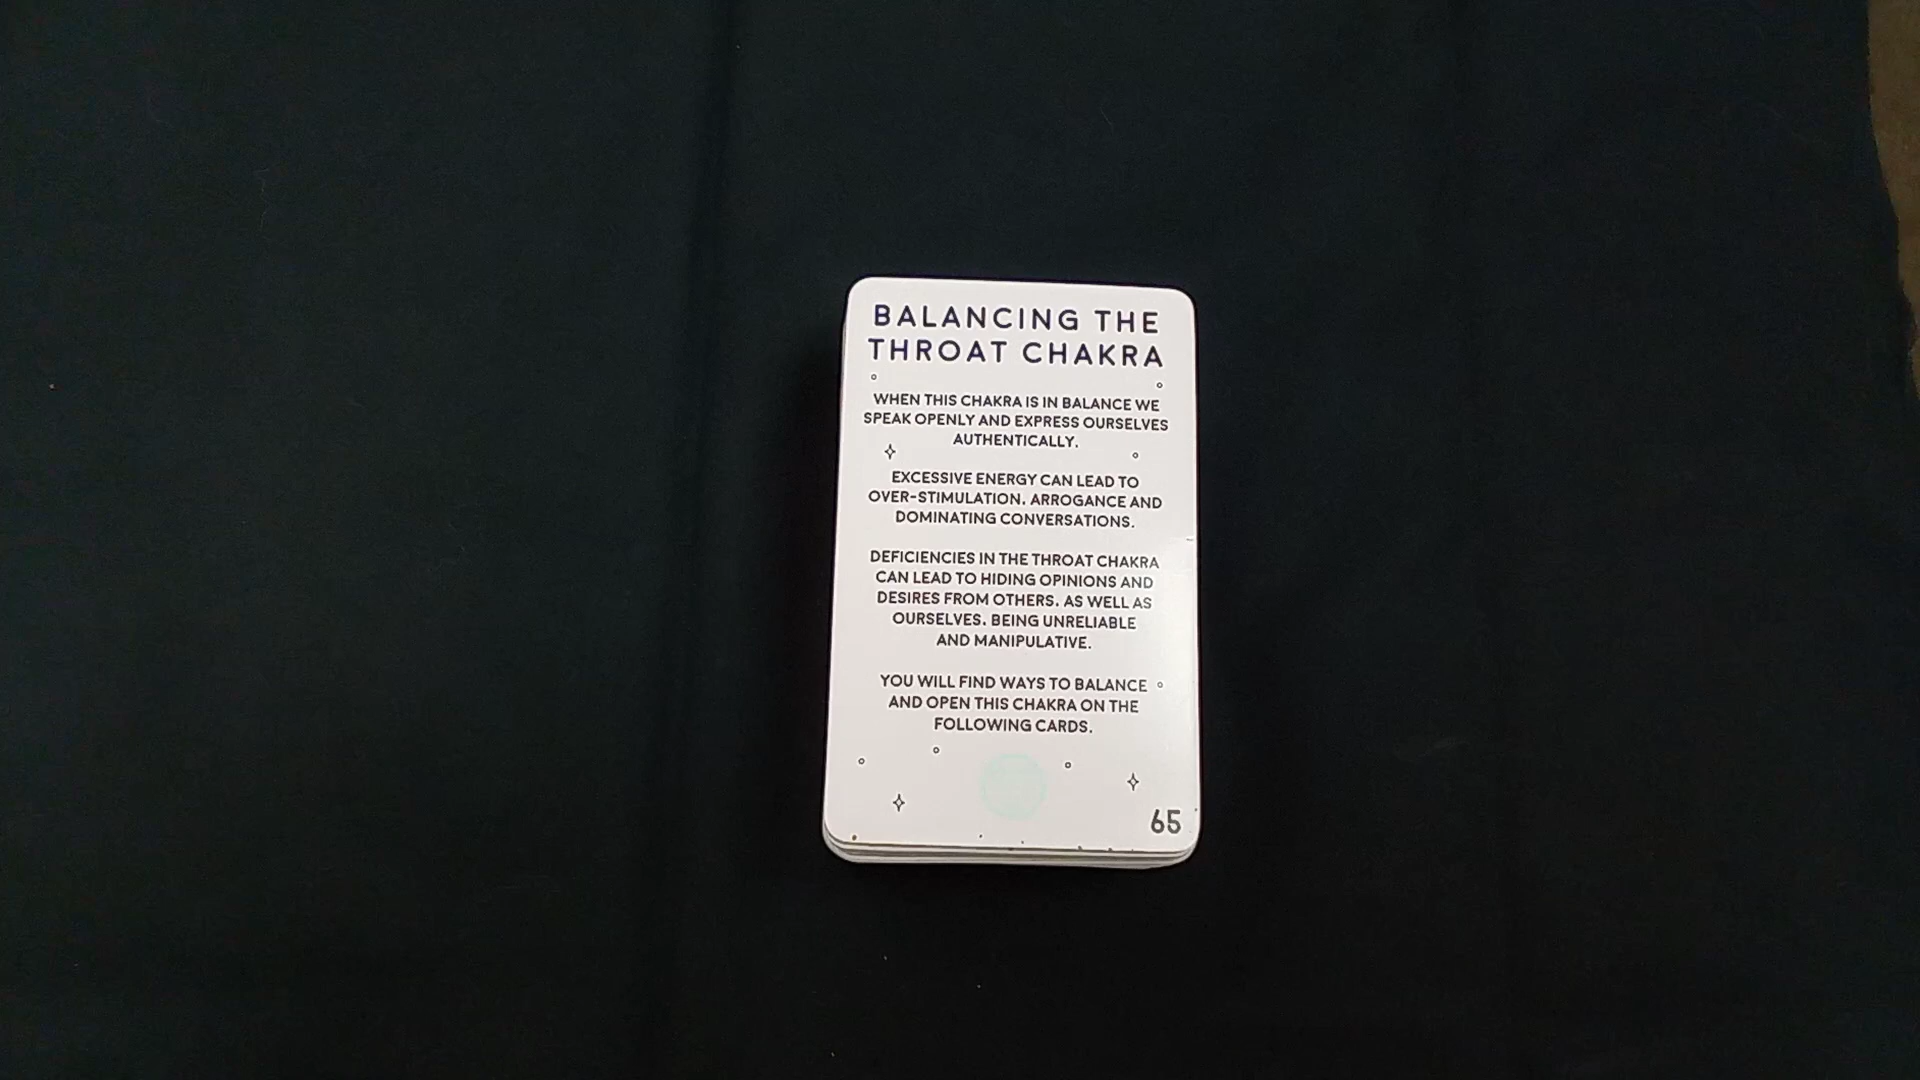 BALANCING THE
THROAT CHAKRA
WHEN THIS CHAKRA IS IN BALANCE WE
SPEAK OPENLY AND EXPRESS OURSELVES
AUTHENTICALLY.
EXCESSIVE ENERGY CAN LEAD TO
OVER-STIMULATION. ARROGANCE AND
DOMINATING CONVERSATIONS.
DEFICIENCIES IN THE THROAT CHAKRA
CAN LEAD TO HIDING OPINIONS AND
DESIRES FROM OTHERS. AS WELL AS
OURSELVES. BEING UNRELIABLE
AND MANIPULATIVE.
YOU WILL FIND WAYS TO BALANCE
AND OPEN THIS CHAKRA ON THE
FOLLOWING CARDS.
65